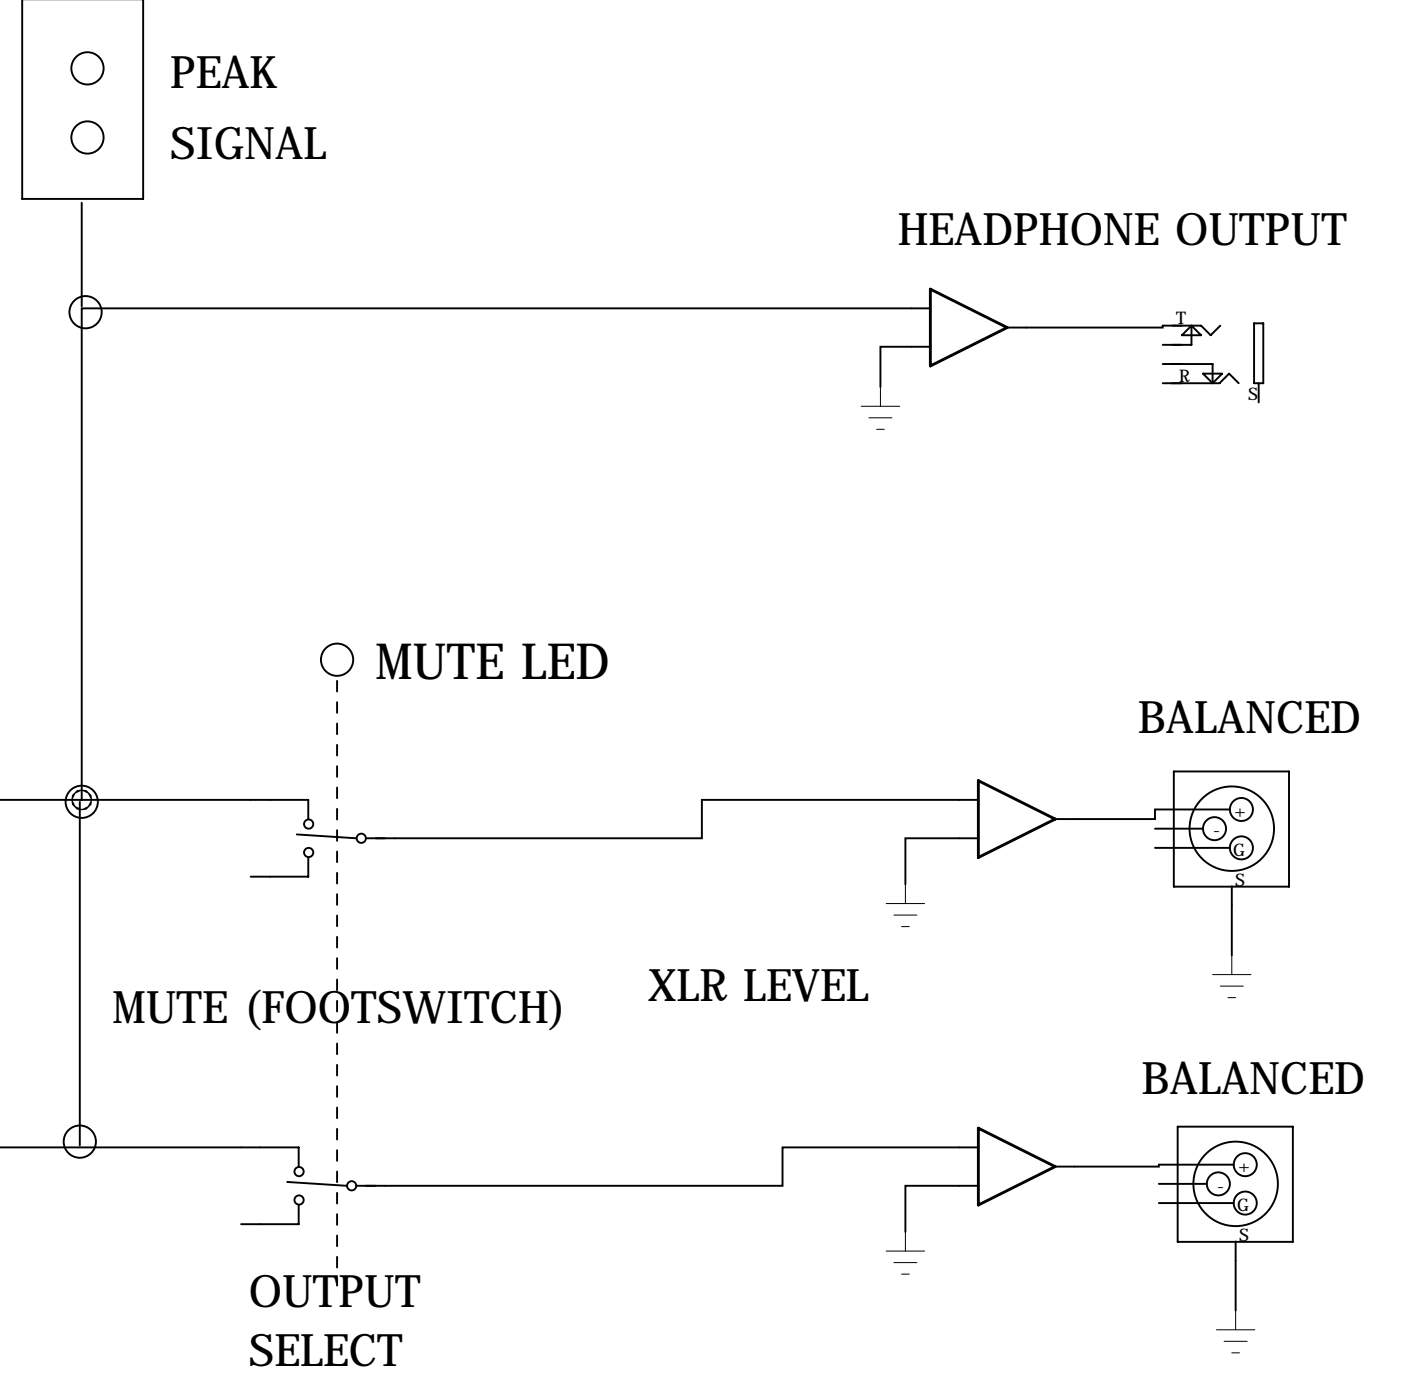 PEAK
SIGNAL
HEADPHONE OUTPUT
T
R
S
MUTE LED
BALANCED
+
-
G
S
XLR LEVEL
MUTE (FOOTSWITCH)
BALANCED
+
-
G
S
OUTPUT
SELECT